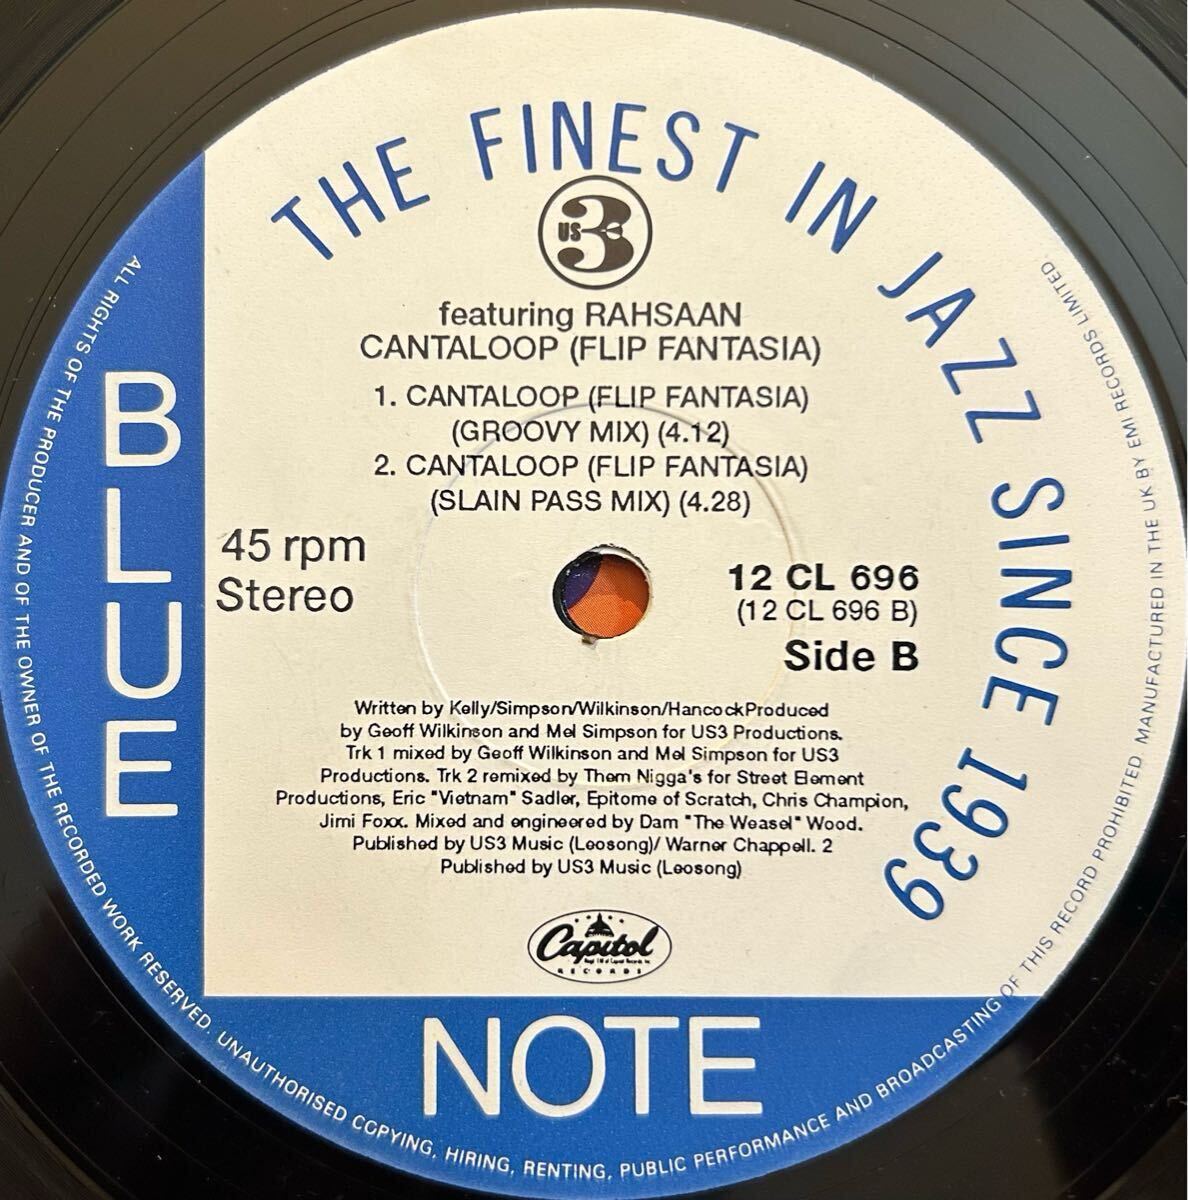 THE FINEST IN JAZZ SINCE 1939
US 3
featuring RAHSAAN
CANTALOOP (FLIP FANTASIA)
1. CANTALOOP (FLIP FANTASIA)
(GROOVY MIX) (4.12)
2. CANTALOOP (FLIP FANTASIA)
(SLAIN PASS MIX) (4.28)
45 rpm
Stereo
12 CL 696
(12 CL 696 B)
Side B
Written by Kelly/Simpson/Wilkinson/HancockProduced
by Geoff Wilkinson and Mel Simpson for US3 Productions.
Trk 1 mixed by Geoff Wilkinson and Mel Simpson for US3
Productions. Trk 2 remixed by Them Nigga's for Street Element
Productions, Eric "Vietnam" Sadler, Epitome of Scratch, Chris Champion,
Jimi Foxx. Mixed and engineered by Dam "The Weasel" Wood.
Published by US3 Music (Leosong)/ Warner Chappell. 2
Published by US3 Music (Leosong)
Capitol
RECORDS
BLUE
NOTE
ALL RIGHTS OF THE PRODUCER AND OF THE OWNER OF THE RECORDED WORK RESERVED. UNAUTHORISED COPYING, HIRING, RENTING, PUBLIC PERFORMANCE AND BROADCASTING OF THIS RECORD PROHIBITED MANUFACTURED IN THE UK BY EMI RECORDS LIMITED